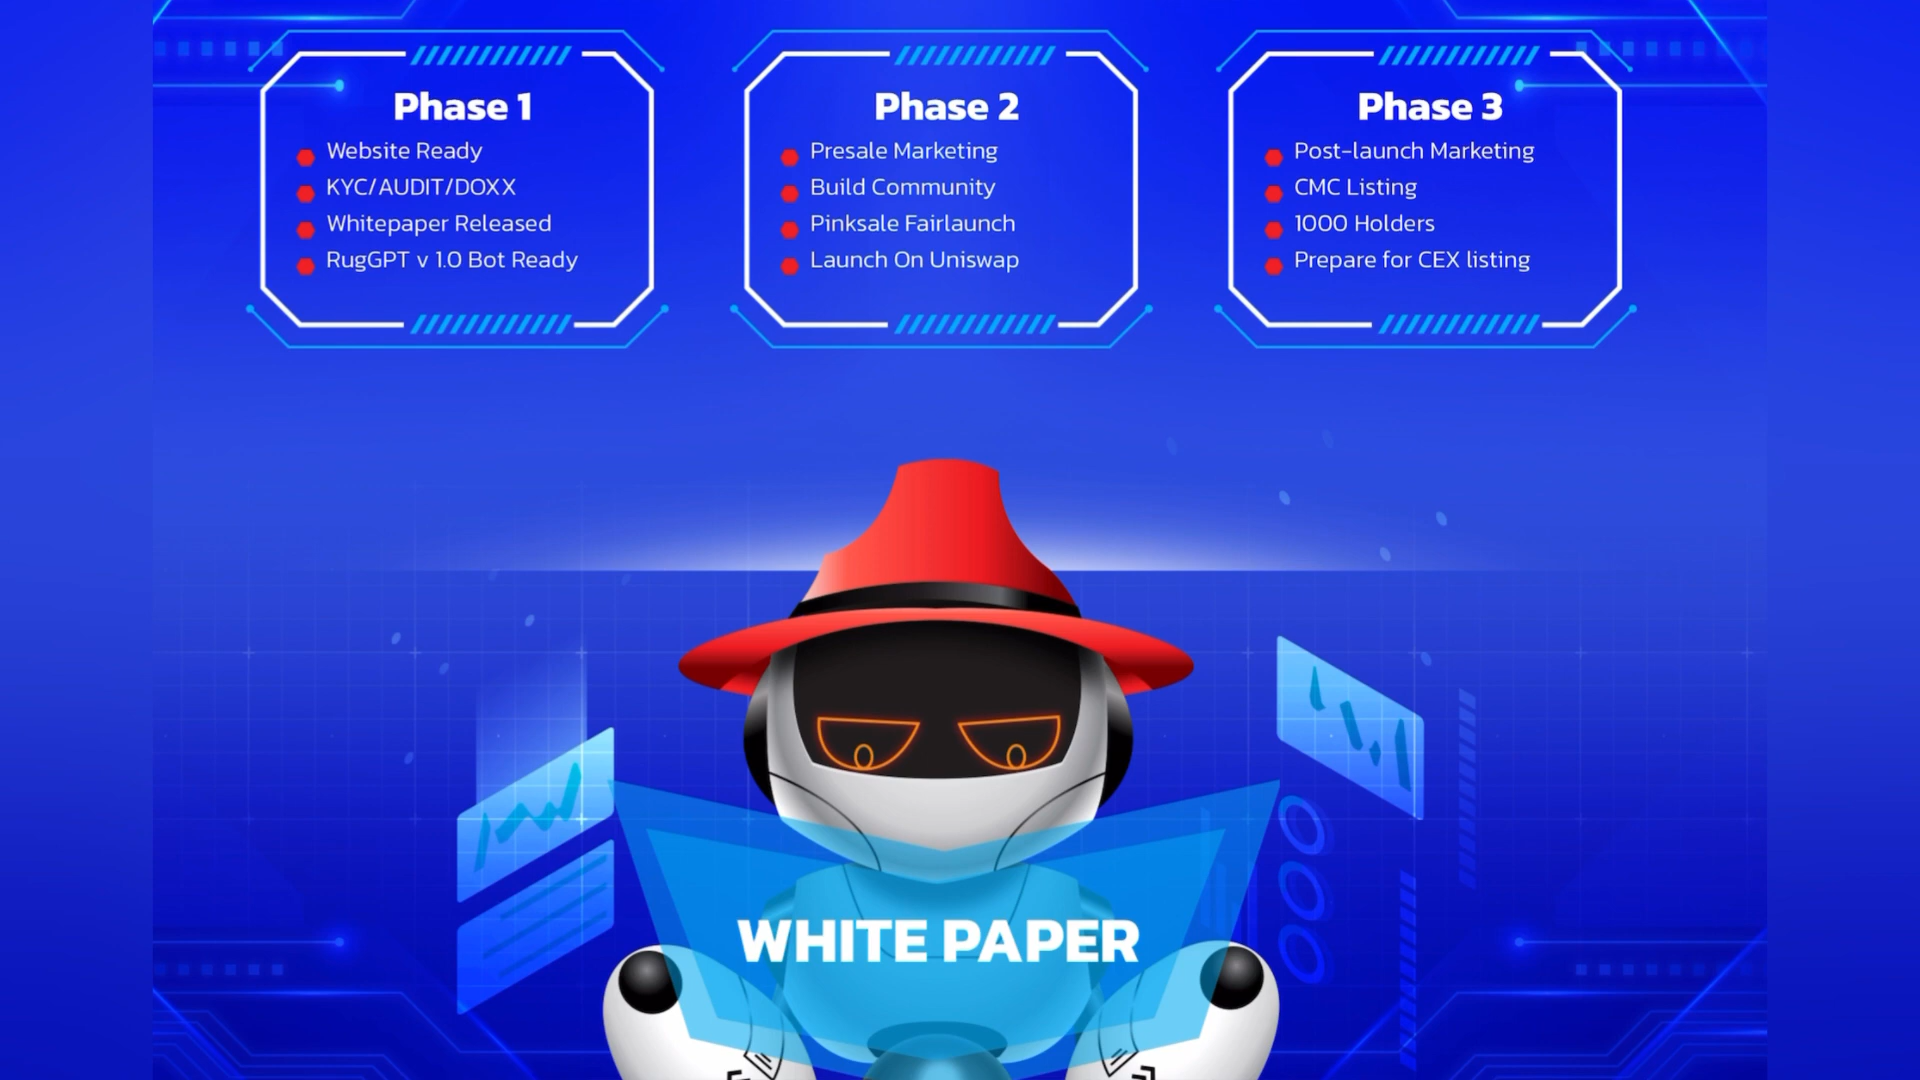 Phase 1
Website Ready
KYC/AUDIT/DOXX
Whitepaper Released
RugGPT v 1.0 Bot Ready
Phase 2
Presale Marketing
Build Community
Pinksale Fairlaunch
Launch On Uniswap
Phase 3
Post-launch Marketing
CMC Listing
1000 Holders
Prepare for CEX listing
WHITE PAPER